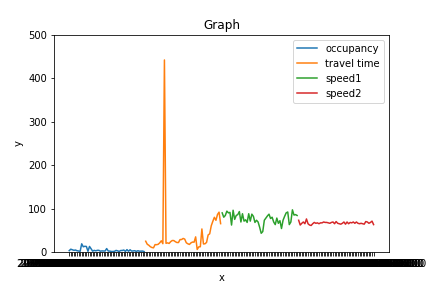 Graph
500
400
300
200
100
0
y
occupancy
travel time
speed1
speed2
x